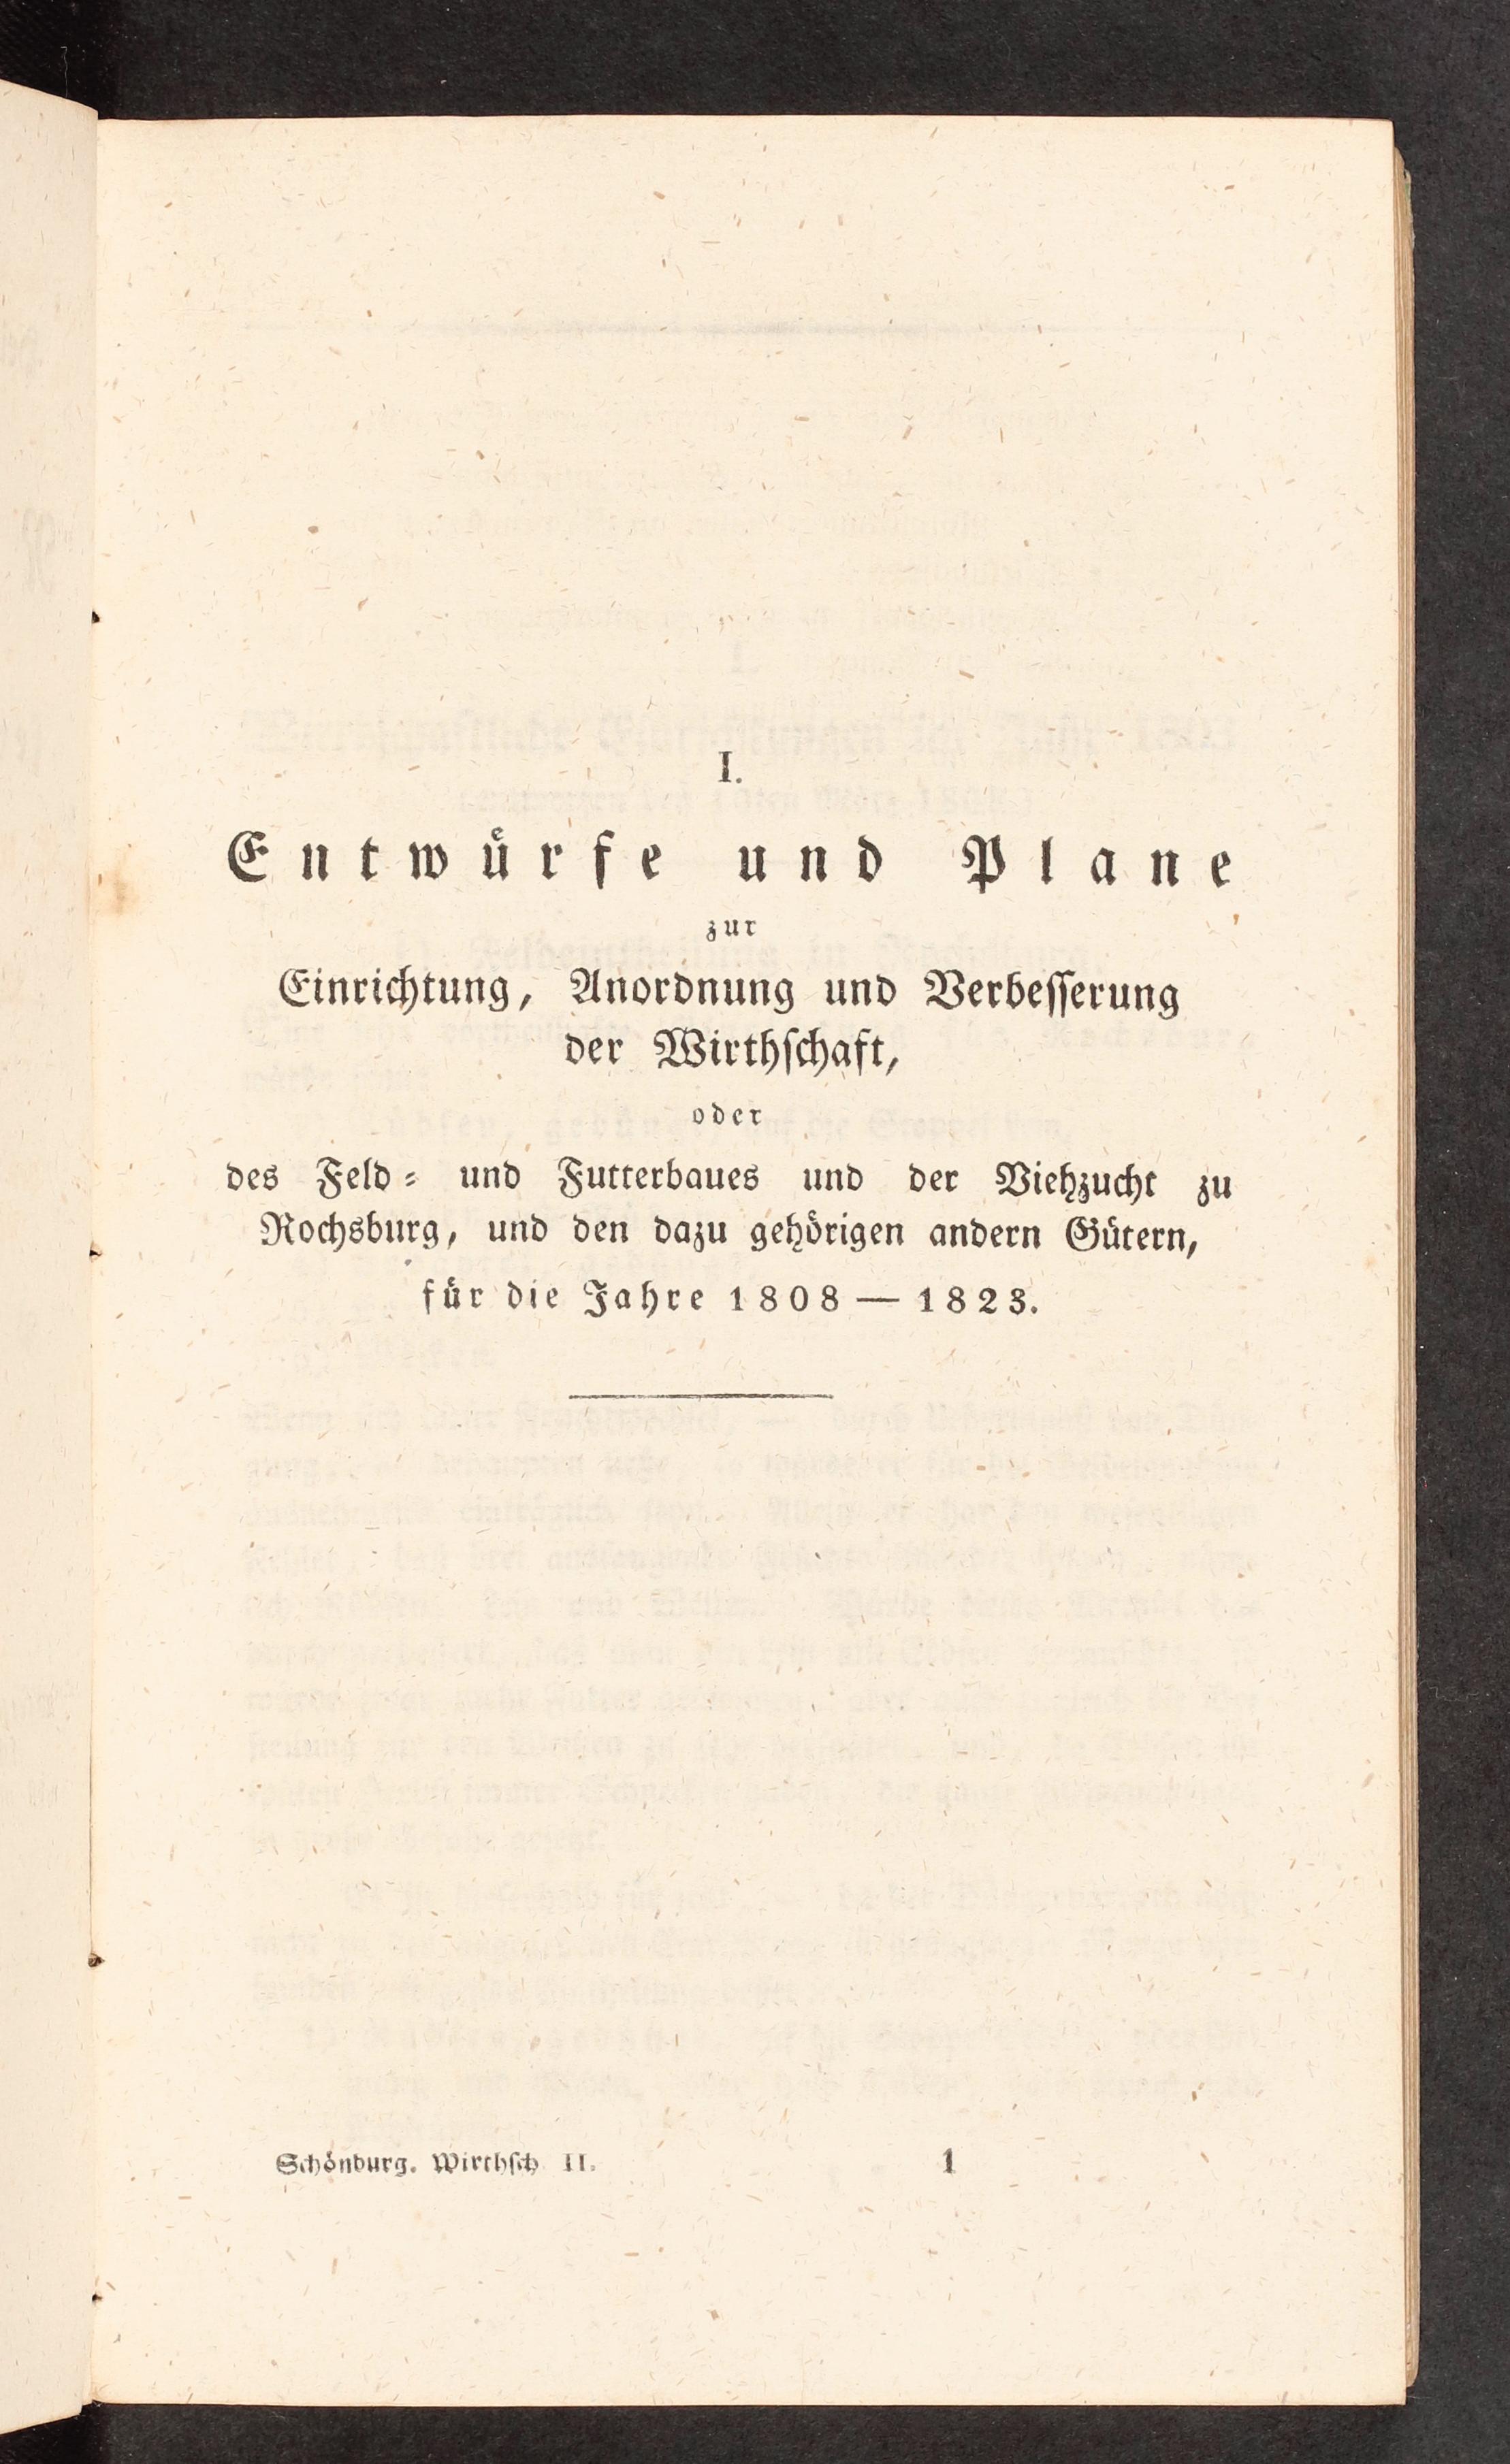 I.
Entwürfe und Plane
zur
Einrichtung, Anordnung und Verbesserung
der Wirthschaft,
oder
des Feld- und Futterbaues und der Viehzucht zu
Rochsburg, und den dazu gehörigen andern Gütern,
für die Jahre 1808 — 1823.
Schönburg. Wirthsch II. 1